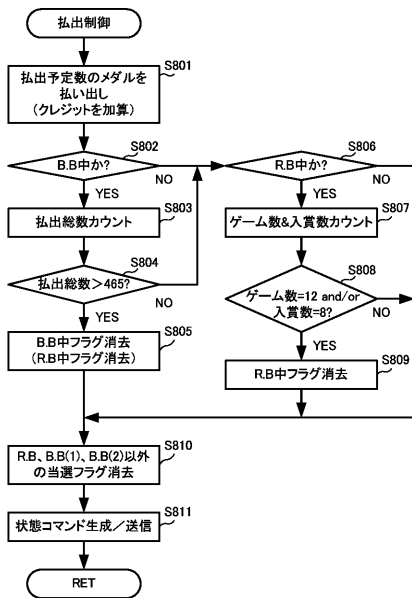 払出制御
S801
払出予定数のメダルを
払い出し
(クレジットを加算)
S802
B.B中か?
NO
YES
S803
払出総数カウント
S804
払出総数>465?
NO
YES
S805
B.B中フラグ消去
(R.B中フラグ消去)
S806
R.B中か?
NO
YES
S807
ゲーム数&入賞数カウント
S808
ゲーム数=12 and/or
入賞数=8?
NO
YES
S809
R.B中フラグ消去
S810
R.B、B.B(1)、B.B(2)以外
の当選フラグ消去
S811
状態コマンド生成/送信
RET